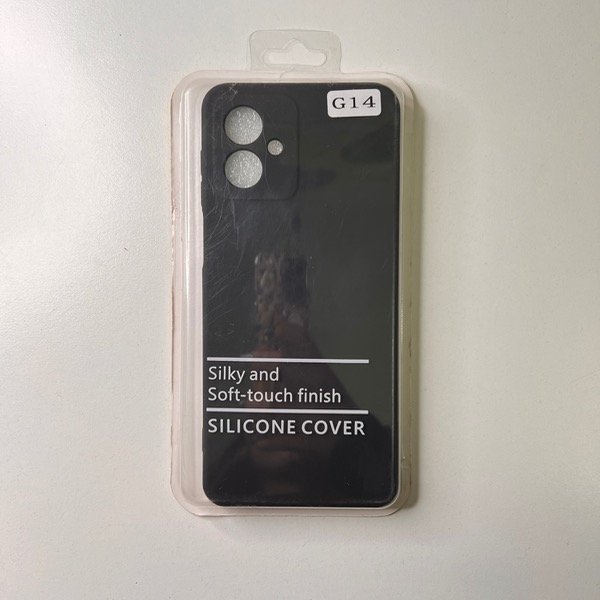 G14
Silky and
Soft-touch finish
SILICONE COVER